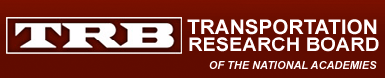 TRB TRANSPORTATION
RESEARCH BOARD
OF THE NATIONAL ACADEMIES